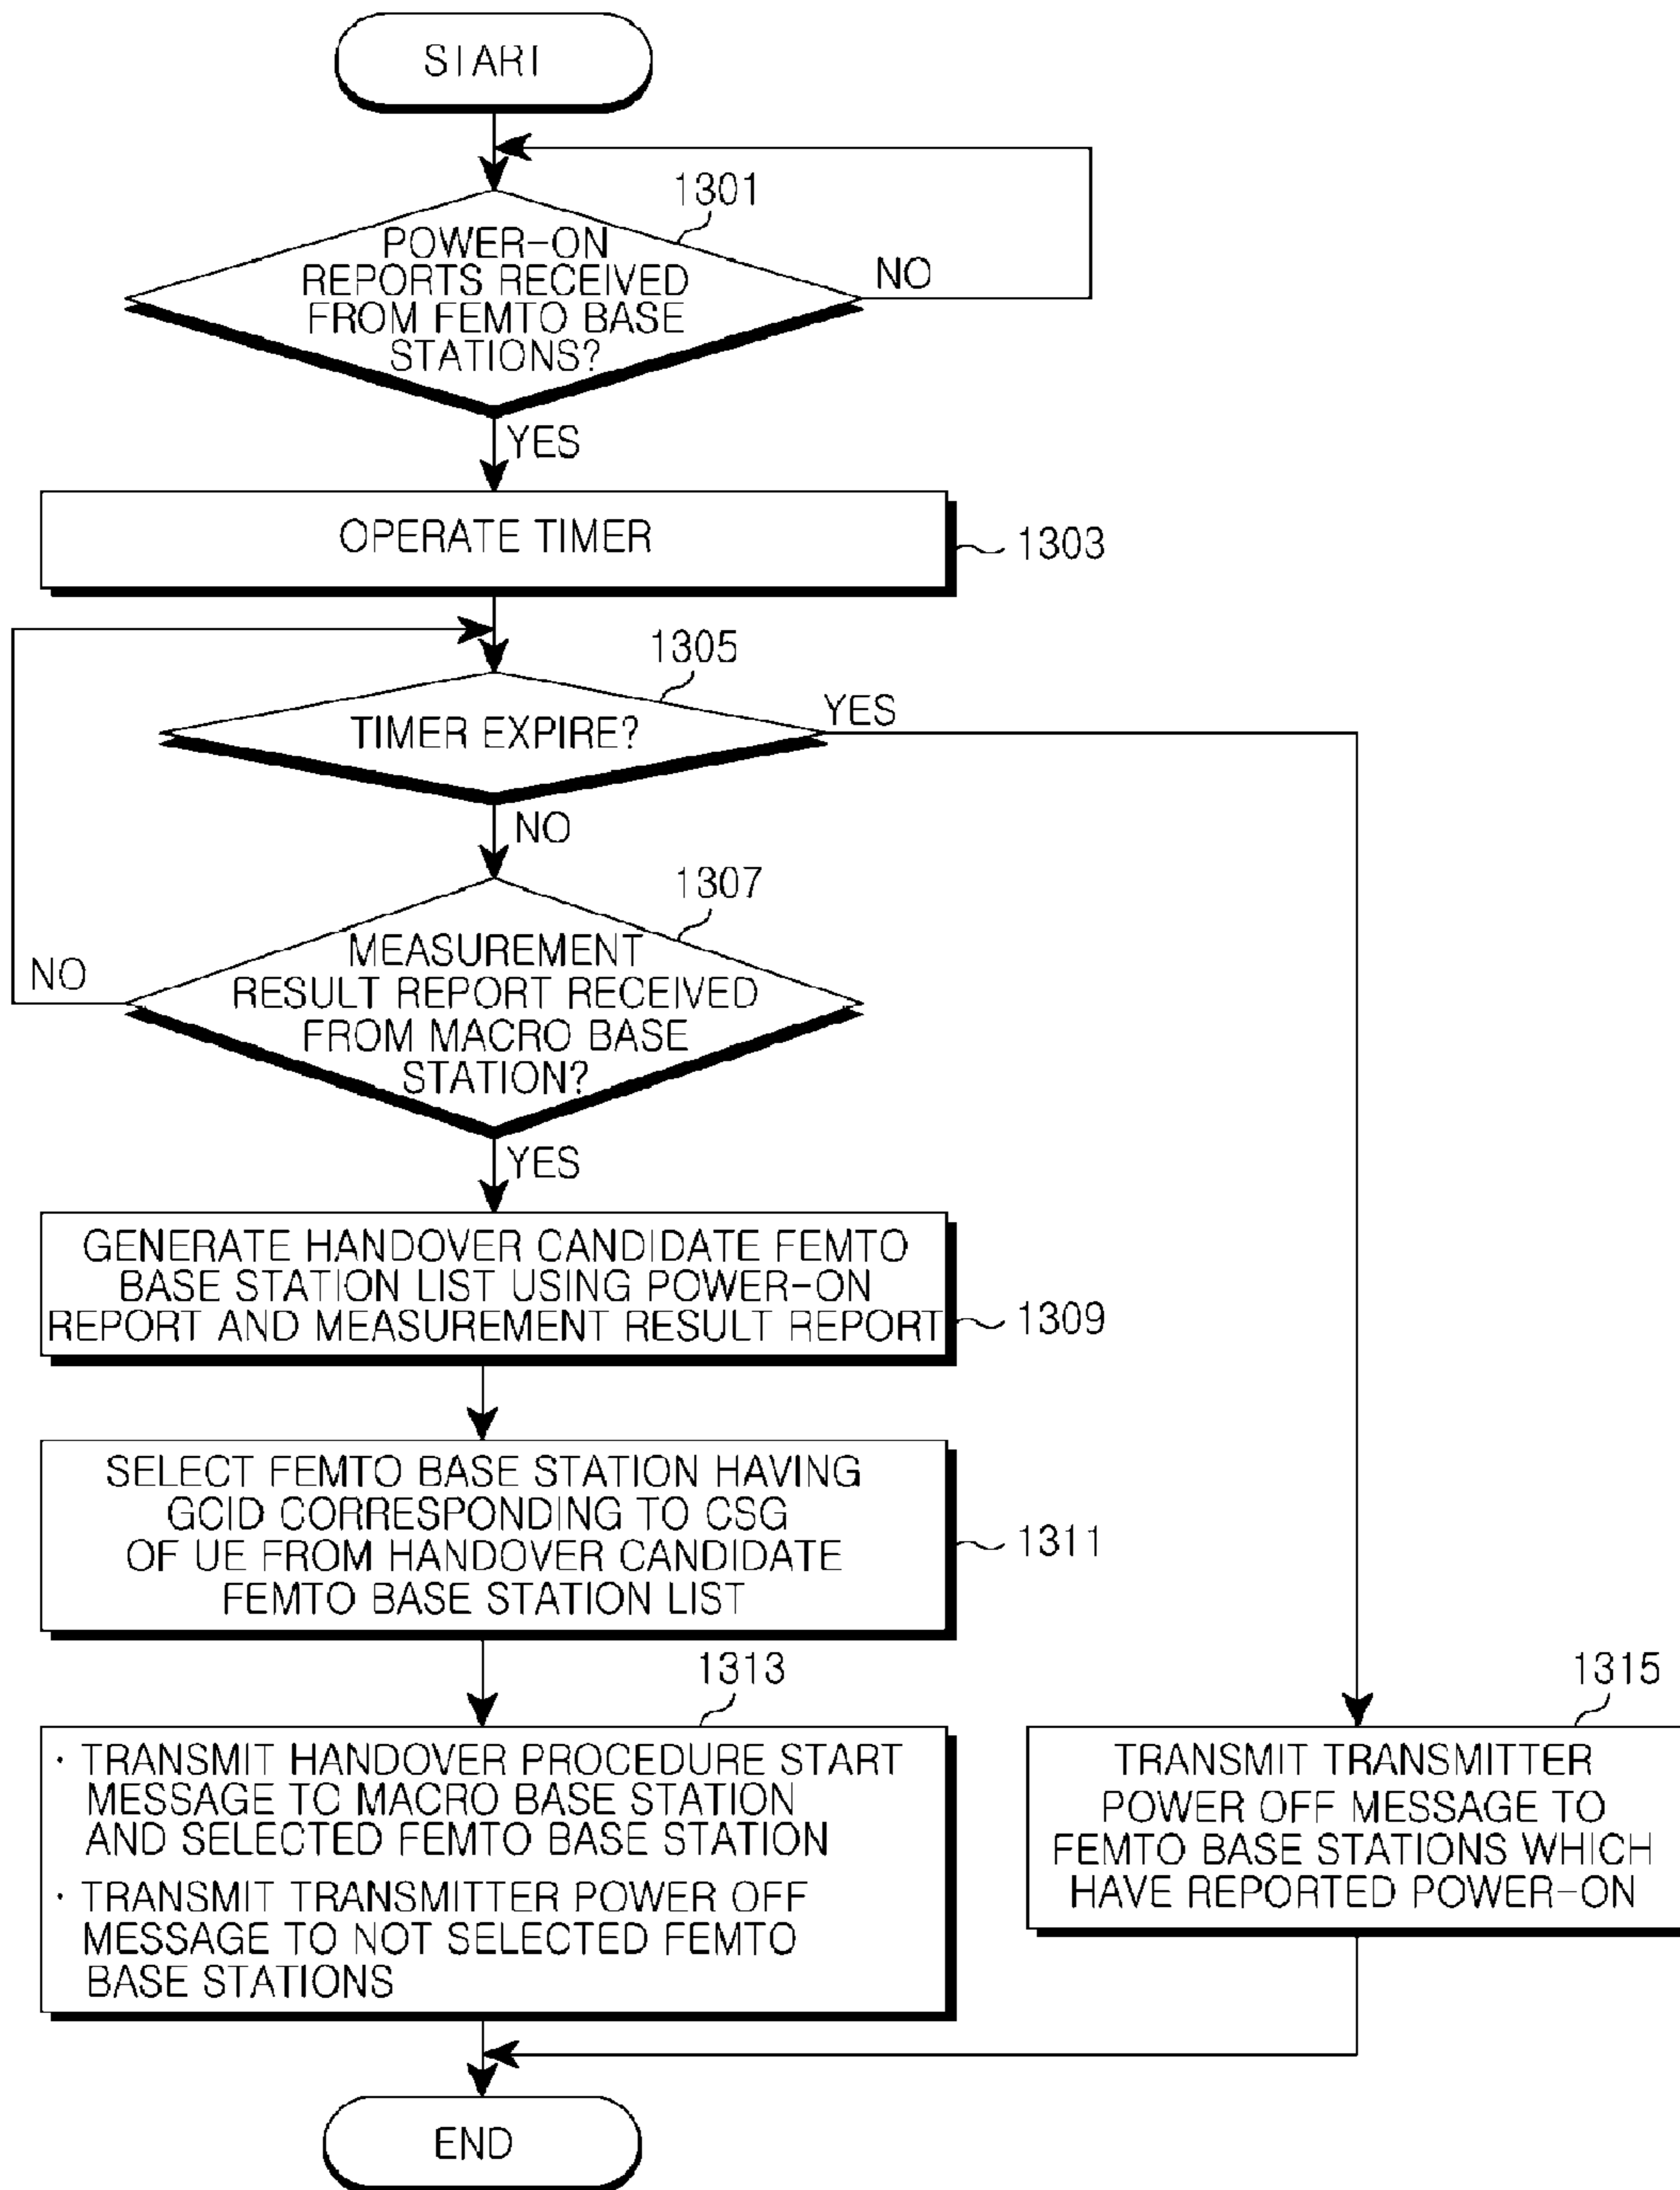 START
1301
POWER-ON
REPORTS RECEIVED
FROM FEMTO BASE
STATIONS?
NO
YES
OPERATE TIMER
1303
1305
TIMER EXPIRE?
YES
NO
1307
MEASUREMENT
RESULT REPORT RECEIVED
FROM MACRO BASE
STATION?
NO
YES
GENERATE HANDOVER CANDIDATE FEMTO
BASE STATION LIST USING POWER-ON
REPORT AND MEASUREMENT RESULT REPORT
1309
SELECT FEMTO BASE STATION HAVING
GCID CORRESPONDING TO CSG
OF UE FROM HANDOVER CANDIDATE
FEMTO BASE STATION LIST
1311
1313
· TRANSMIT HANDOVER PROCEDURE START
MESSAGE TO MACRO BASE STATION
AND SELECTED FEMTO BASE STATION
· TRANSMIT TRANSMITTER POWER OFF
MESSAGE TO NOT SELECTED FEMTO
BASE STATIONS
1315
TRANSMIT TRANSMITTER
POWER OFF MESSAGE TO
FEMTO BASE STATIONS WHICH
HAVE REPORTED POWER-ON
END